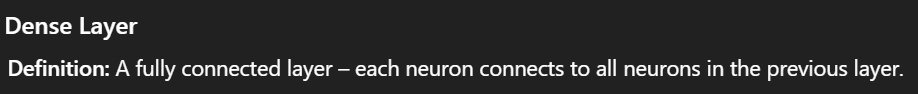 Dense Layer
Definition: A fully connected layer – each neuron connects to all neurons in the previous layer.